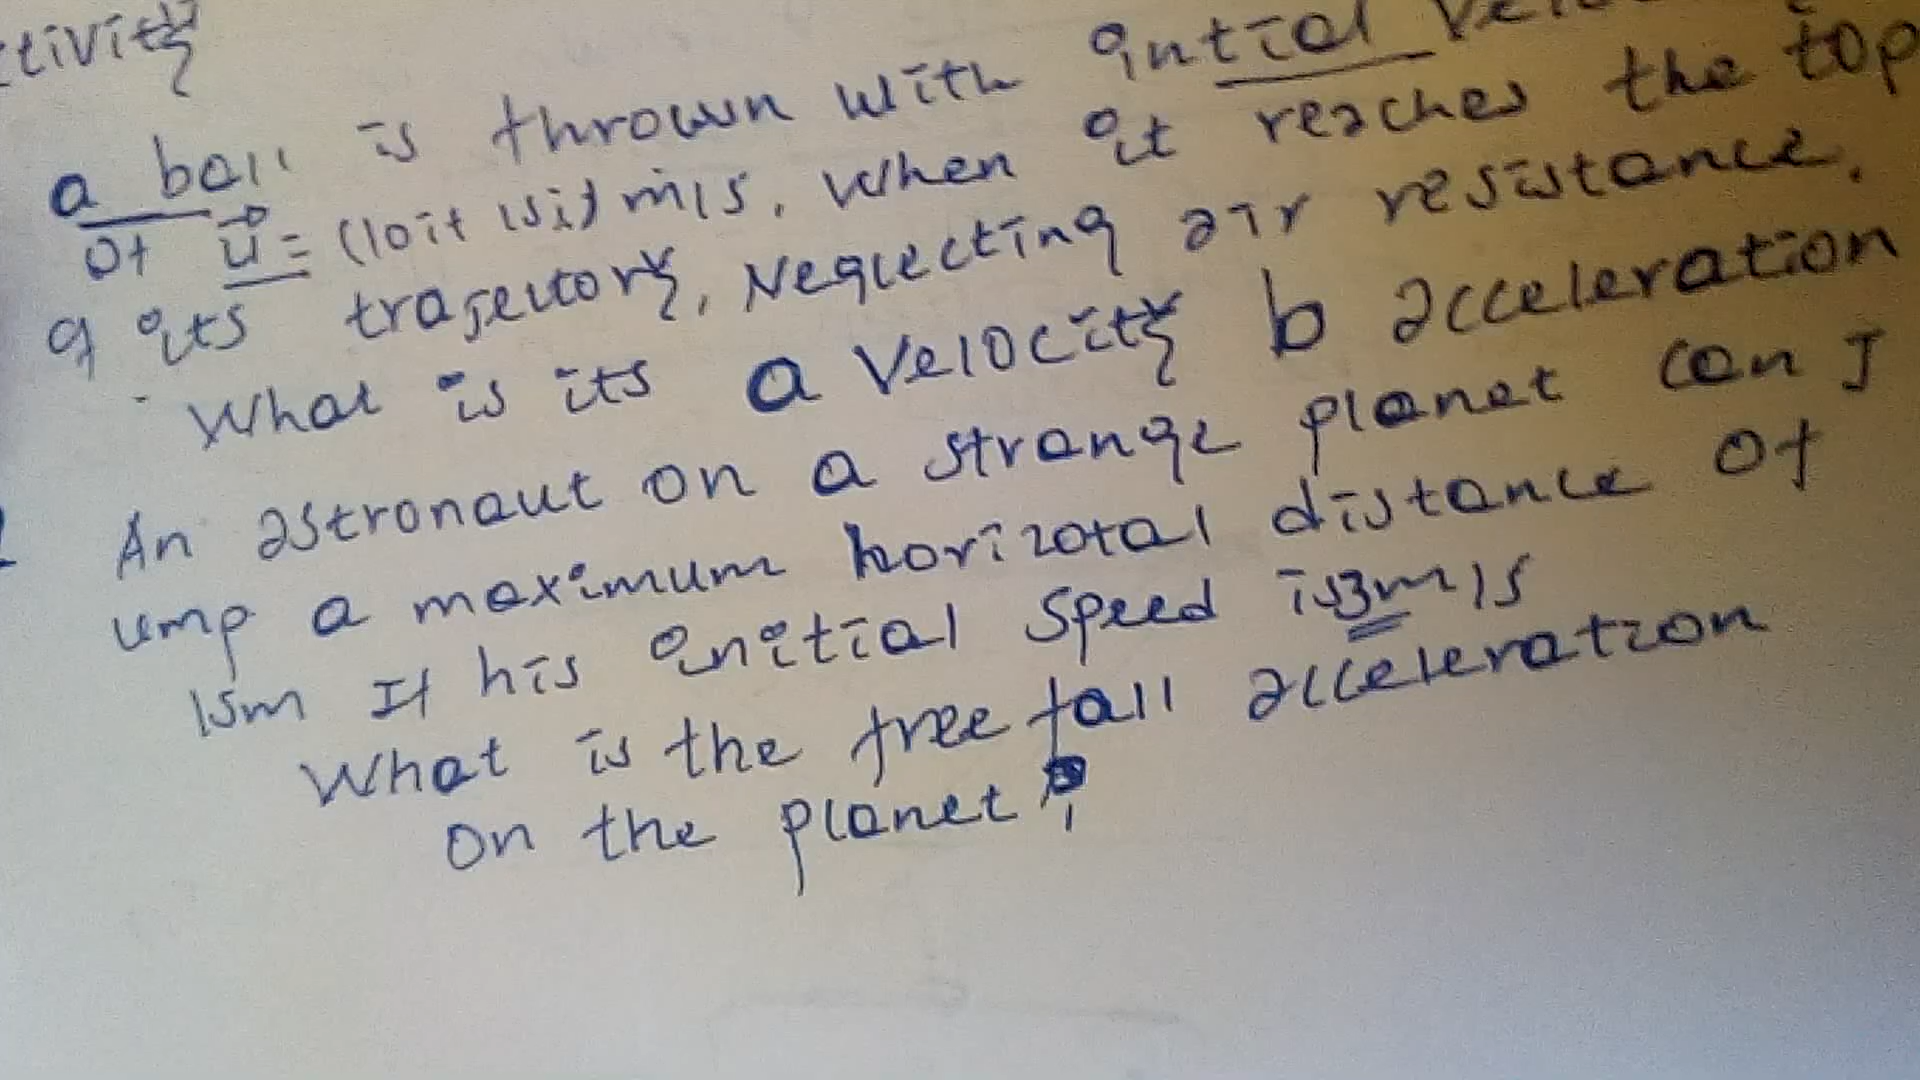 ctivity
a ball is thrown with intial
of u = (10i+ 15j) m/s, when it reaches the top
q its trajectory, Neglecting air resistance.
What is its a velocity b acceleration
An astronaut on a strange planet can J
ump a maximum horizotal distance of
15m If his initial speed is 3m/s
What is the free fall acceleration
on the planet?